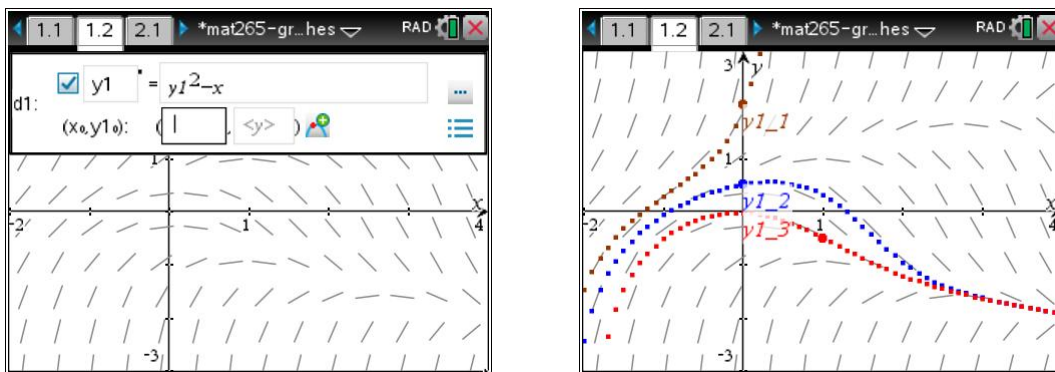 1.1 1.2 2.1 *mat265-gr…hes RAD
d1: y1' = y1²-x
(x₀,y1₀): ( , <y> )
1
-2 1 x 4
-3
1.1 1.2 2.1 *mat265-gr…hes RAD
3 y
y1_1
1
y1_2
-2 x
y1_3 1 4
-3